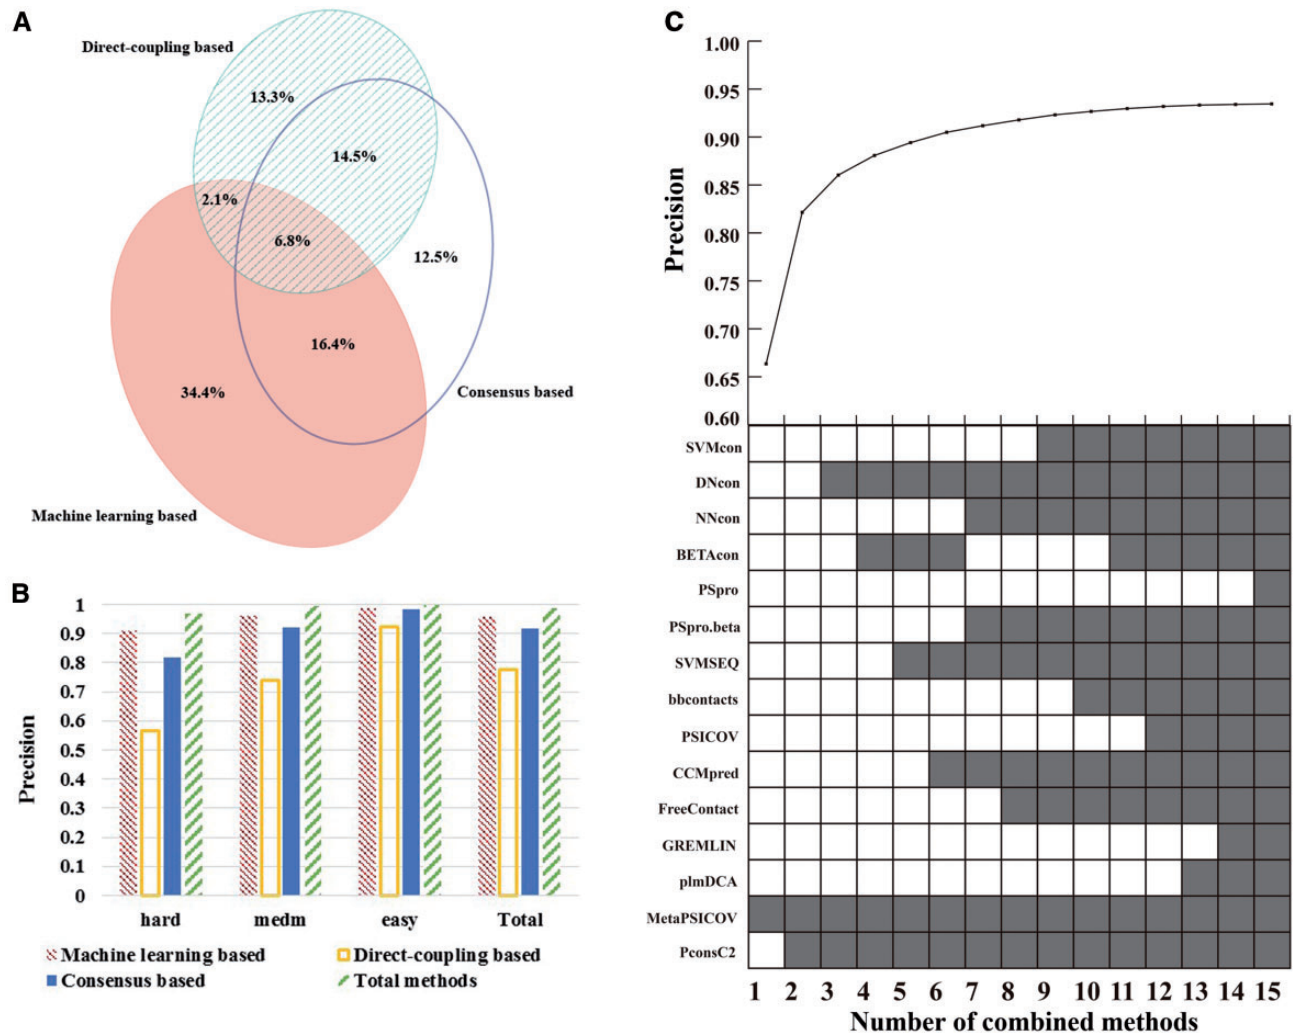 A
Direct-coupling based
13.3%
14.5%
2.1%
6.8%
12.5%
16.4%
34.4%
Consensus based
Machine learning based
B
Precision
1
0.9
0.8
0.7
0.6
0.5
0.4
0.3
0.2
0.1
0
hard medm easy Total
Machine learning based Direct-coupling based
Consensus based Total methods
C
Precision
1.00
0.95
0.90
0.85
0.80
0.75
0.70
0.65
0.60
SVMcon
DNcon
NNcon
BETAcon
PSpro
PSpro.beta
SVMSEQ
bbcontacts
PSICOV
CCMpred
FreeContact
GREMLIN
plmDCA
MetaPSICOV
PconsC2
1 2 3 4 5 6 7 8 9 10 11 12 13 14 15
Number of combined methods